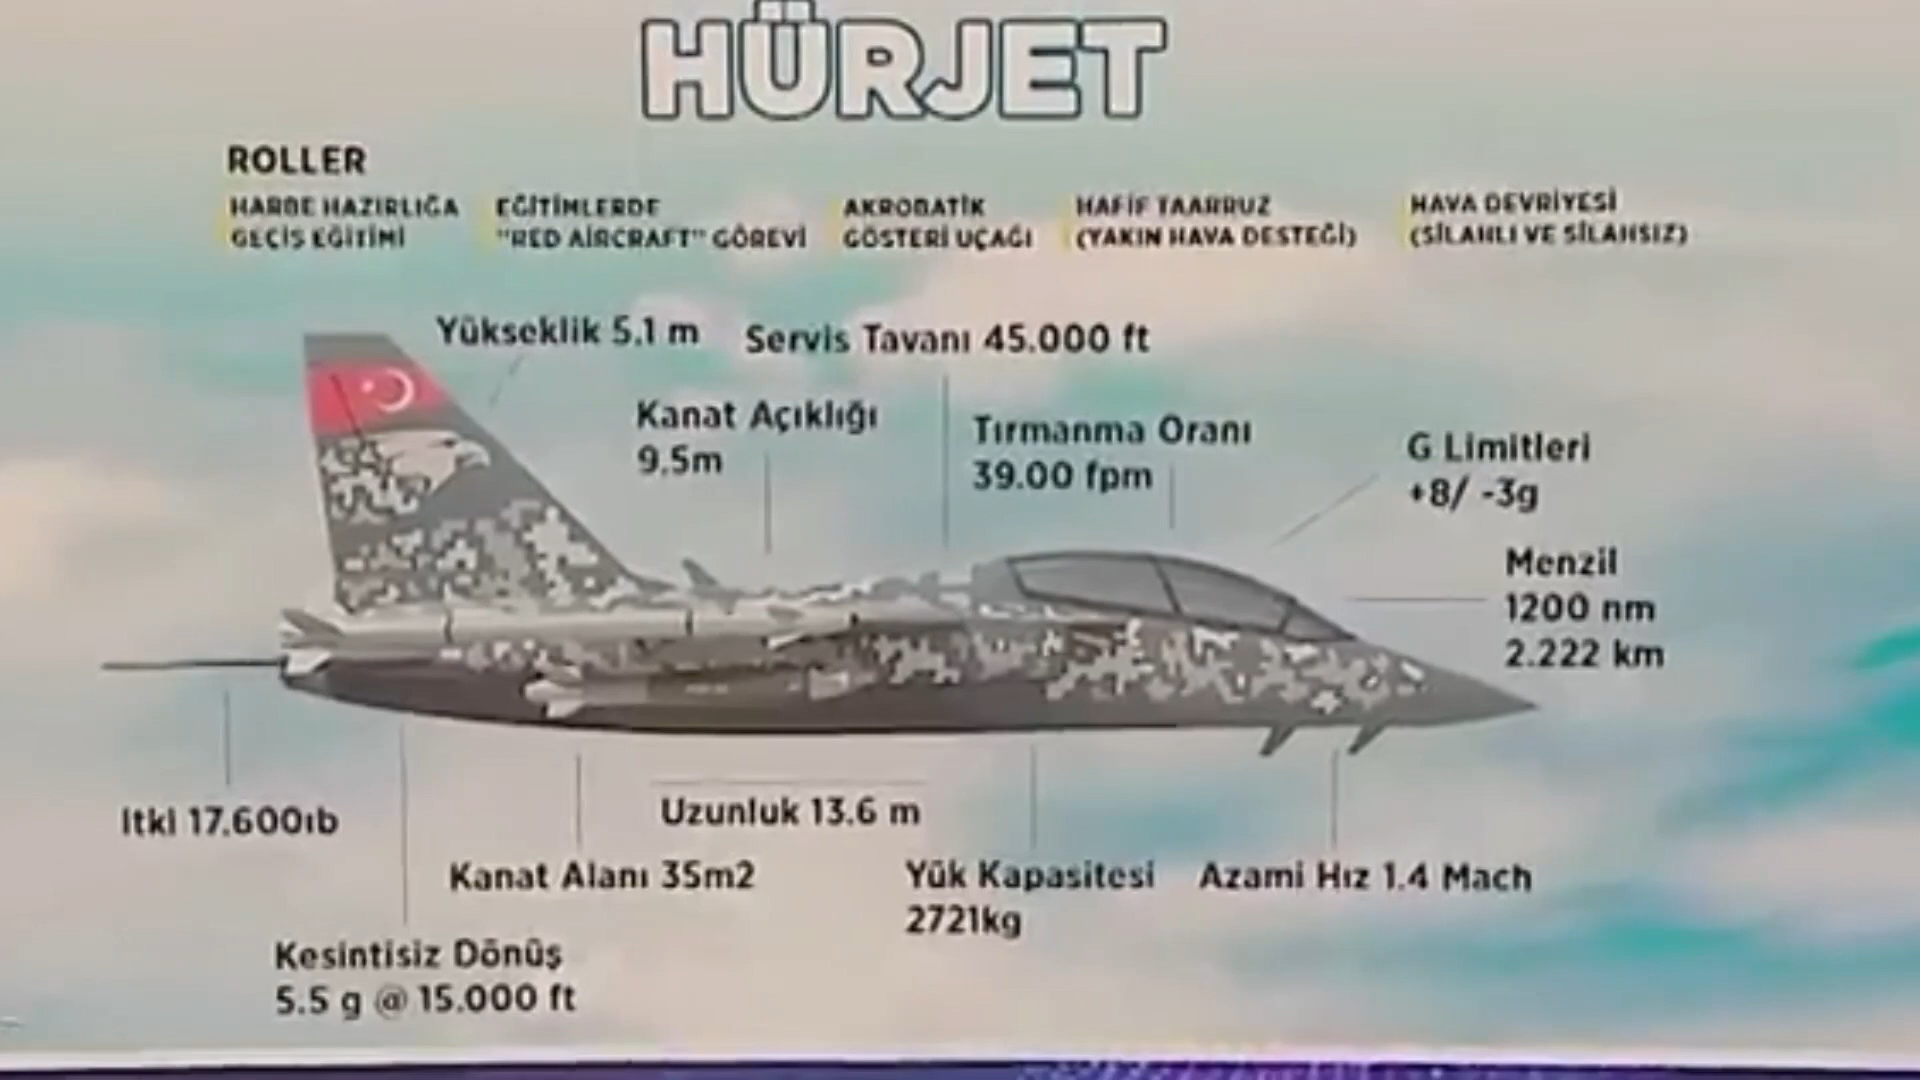 HÜRJET
ROLLER
HARBE HAZIRLIĞA
GEÇİŞ EĞİTİMİ
EĞİTİMLERDE
"RED AIRCRAFT" GÖREVİ
AKROBATİK
GÖSTERİ UÇAĞI
HAFİF TAARRUZ
(YAKIN HAVA DESTEĞİ)
HAVA DEVRİYESİ
(SİLAHLI VE SİLAHSIZ)
Yükseklik 5.1 m
Servis Tavanı 45.000 ft
Kanat Açıklığı
9.5m
Tırmanma Oranı
39.00 fpm
G Limitleri
+8/ -3g
Menzil
1200 nm
2.222 km
Itki 17.600ıb
Uzunluk 13.6 m
Kanat Alanı 35m2
Yük Kapasitesi
2721kg
Azami Hız 1.4 Mach
Kesintisiz Dönüş
5.5 g @ 15.000 ft